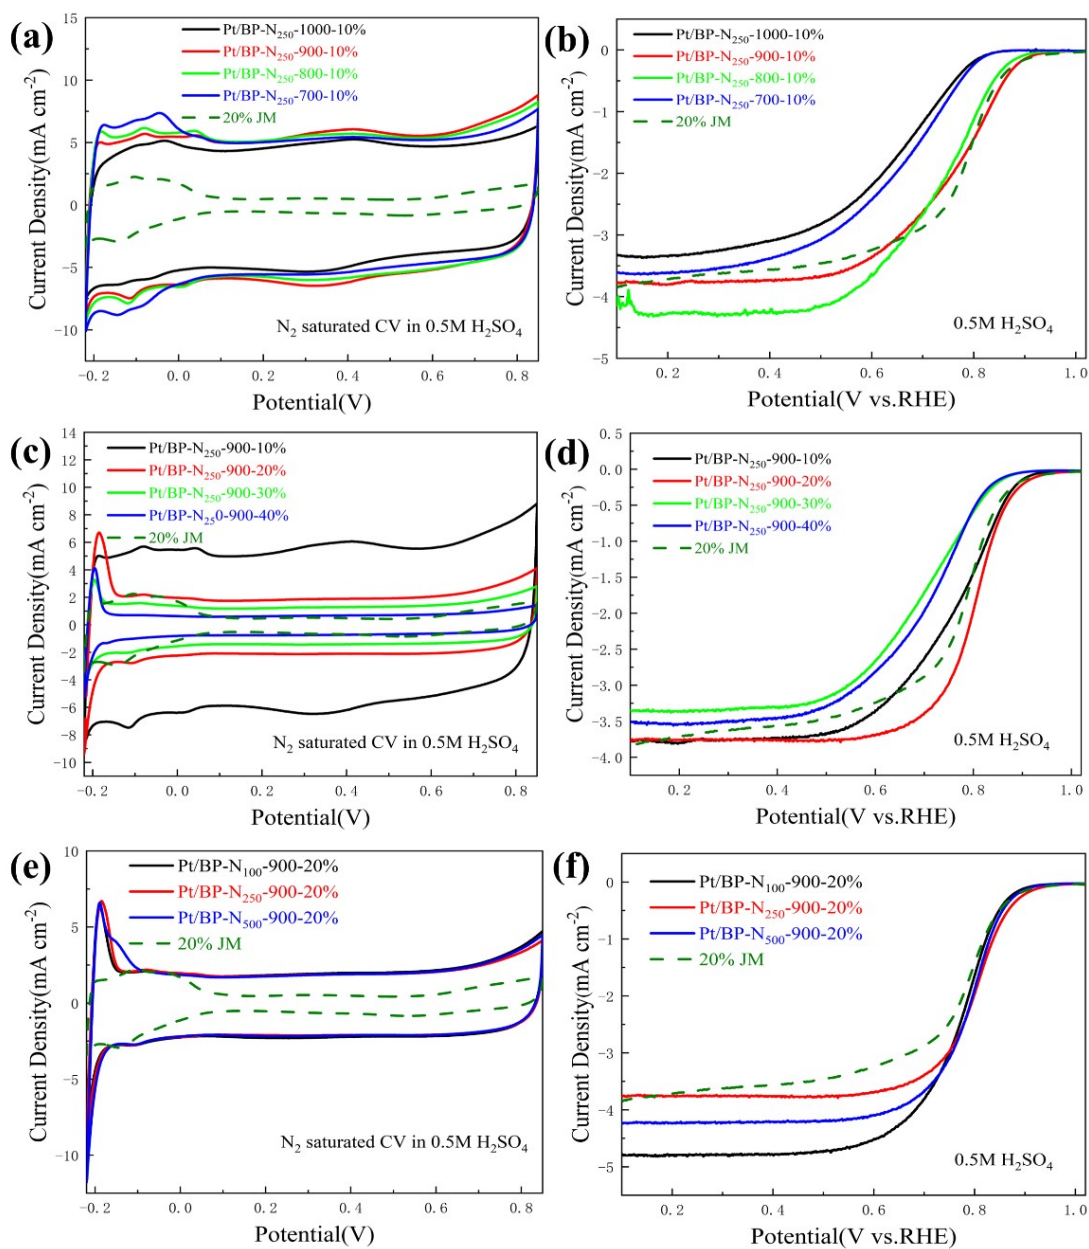 (a)
Pt/BP-N₂₅₀-1000-10%
Pt/BP-N₂₅₀-900-10%
Pt/BP-N₂₅₀-800-10%
Pt/BP-N₂₅₀-700-10%
20% JM
15
10
5
0
-5
-10
Current Density(mA cm⁻²)
N₂ saturated CV in 0.5M H₂SO₄
-0.2 0.0 0.2 0.4 0.6 0.8
Potential(V)
(b)
Pt/BP-N₂₅₀-1000-10%
Pt/BP-N₂₅₀-900-10%
Pt/BP-N₂₅₀-800-10%
Pt/BP-N₂₅₀-700-10%
20% JM
0
-1
-2
-3
-4
-5
Current Density(mA cm⁻²)
0.5M H₂SO₄
0.2 0.4 0.6 0.8 1.0
Potential(V vs.RHE)
(c)
Pt/BP-N₂₅₀-900-10%
Pt/BP-N₂₅₀-900-20%
Pt/BP-N₂₅₀-900-30%
Pt/BP-N₂₅0-900-40%
20% JM
14
12
10
8
6
4
2
0
-2
-4
-6
-8
-10
Current Density(mA cm⁻²)
N₂ saturated CV in 0.5M H₂SO₄
-0.2 0.0 0.2 0.4 0.6 0.8
Potential(V)
(d)
Pt/BP-N₂₅₀-900-10%
Pt/BP-N₂₅₀-900-20%
Pt/BP-N₂₅₀-900-30%
Pt/BP-N₂₅₀-900-40%
20% JM
0.5
0.0
-0.5
-1.0
-1.5
-2.0
-2.5
-3.0
-3.5
-4.0
Current Density(mA cm⁻²)
0.5M H₂SO₄
0.2 0.4 0.6 0.8 1.0
Potential(V vs.RHE)
(e)
Pt/BP-N₁₀₀-900-20%
Pt/BP-N₂₅₀-900-20%
Pt/BP-N₅₀₀-900-20%
20% JM
10
5
0
-5
-10
Current Density(mA cm⁻²)
N₂ saturated CV in 0.5M H₂SO₄
-0.2 0.0 0.2 0.4 0.6 0.8
Potential(V)
(f)
Pt/BP-N₁₀₀-900-20%
Pt/BP-N₂₅₀-900-20%
Pt/BP-N₅₀₀-900-20%
20% JM
0
-1
-2
-3
-4
-5
Current Density(mA cm⁻²)
0.5M H₂SO₄
0.2 0.4 0.6 0.8 1.0
Potential(V vs.RHE)